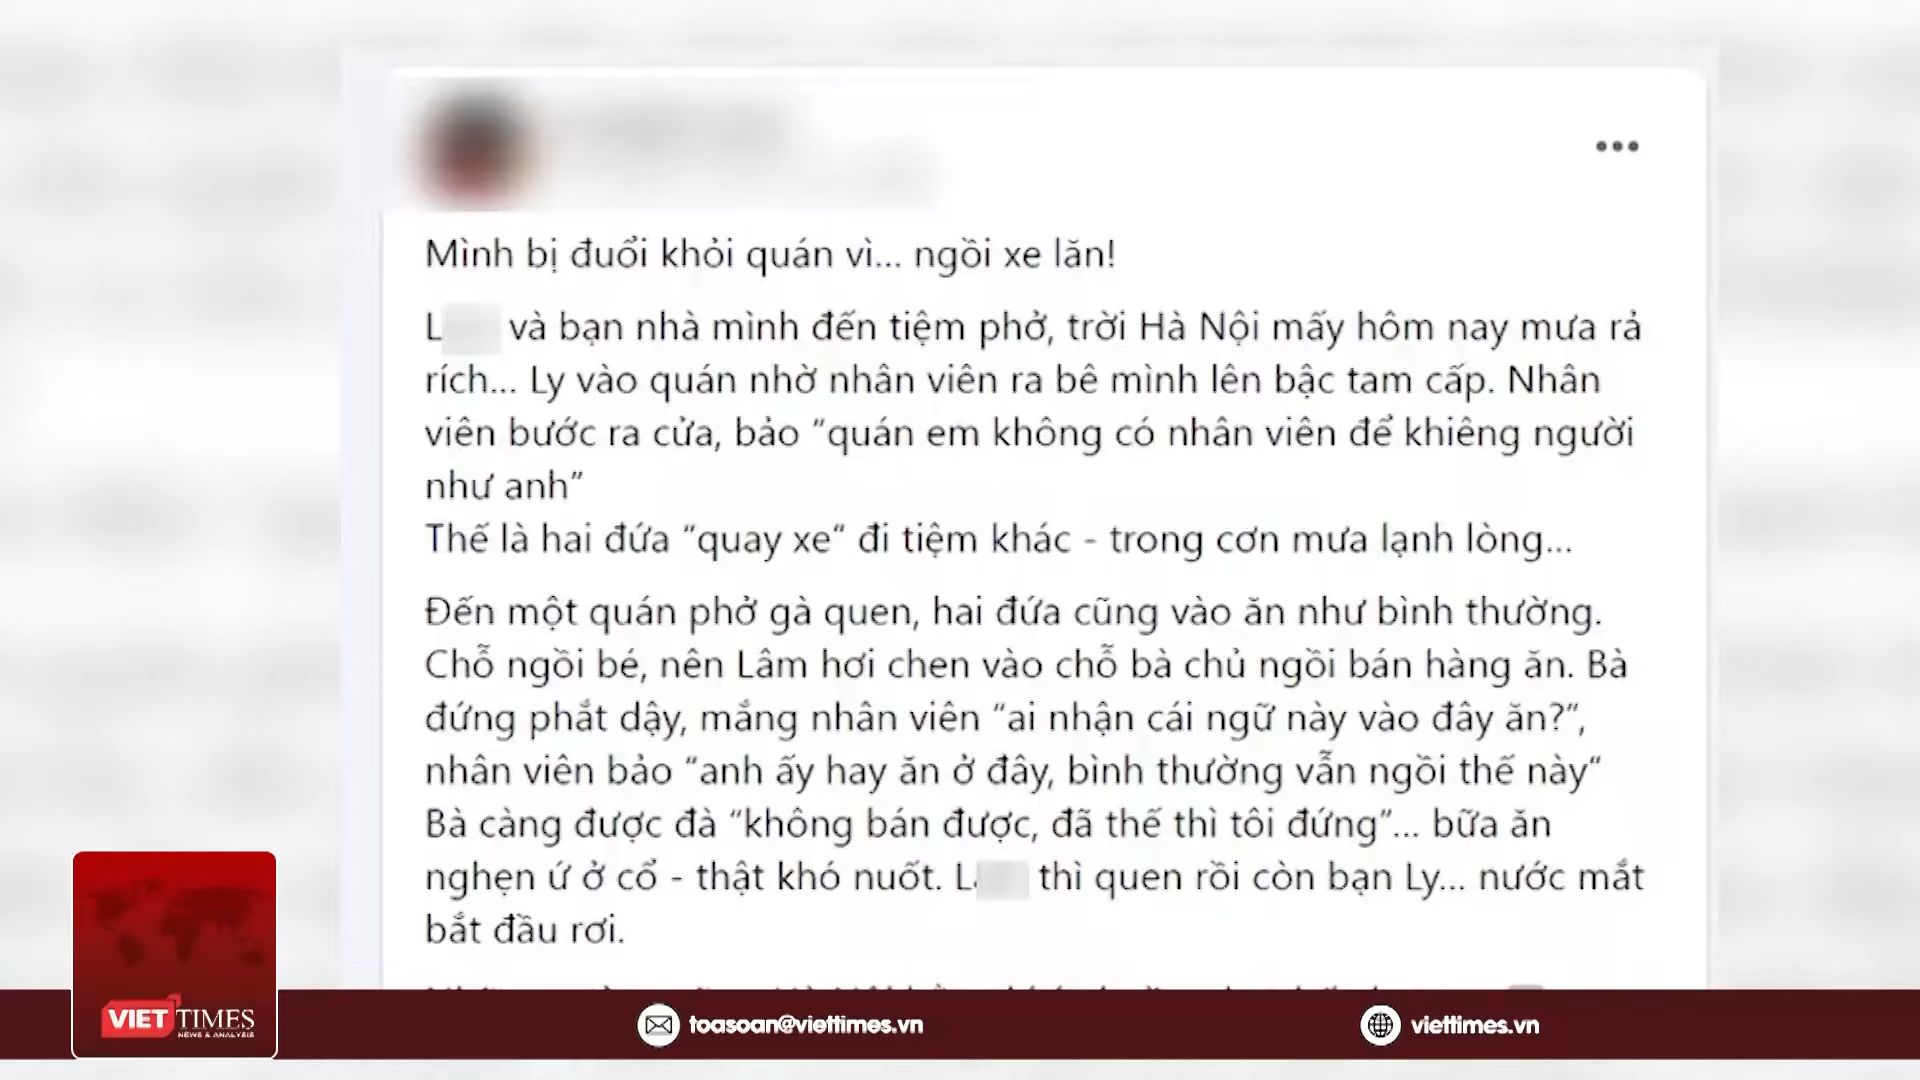 Mình bị đuổi khỏi quán vì... ngồi xe lăn!
L và bạn nhà mình đến tiệm phở, trời Hà Nội mấy hôm nay mưa rả
rích... Ly vào quán nhờ nhân viên ra bê mình lên bậc tam cấp. Nhân
viên bước ra cửa, bảo “quán em không có nhân viên để khiêng người
như anh”
Thế là hai đứa “quay xe“ đi tiệm khác - trong cơn mưa lạnh lòng...
Đến một quán phở gà quen, hai đứa cũng vào ăn như bình thường.
Chỗ ngồi bé, nên Lâm hơi chen vào chỗ bà chủ ngồi bán hàng ăn. Bà
đứng phắt dậy, mắng nhân viên “ai nhận cái ngữ này vào đây ăn?”,
nhân viên bảo “anh ấy hay ăn ở đây, bình thường vẫn ngồi thế này“
Bà càng được đà “không bán được, đã thế thì tôi đứng”... bữa ăn
nghẹn ứ ở cổ - thật khó nuốt. L thì quen rồi còn bạn Ly... nước mắt
bắt đầu rơi.
VIETTIMES
NEWS & ANALYSIS
toasoan@viettimes.vn
viettimes.vn